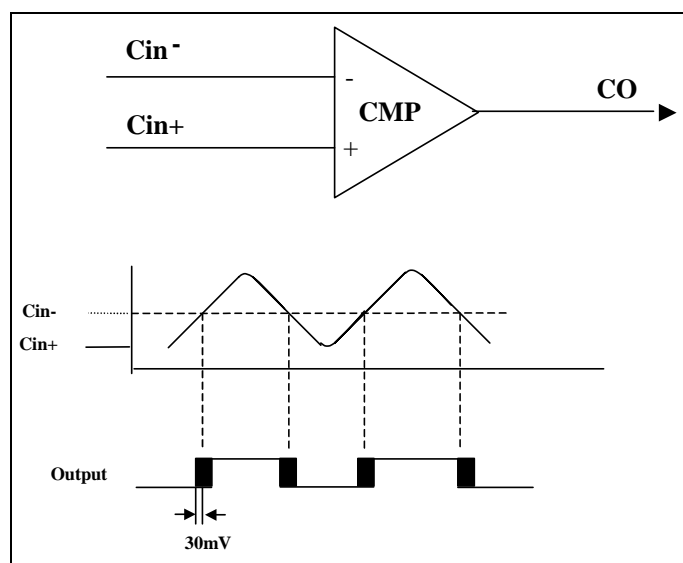 Cin -
CO
-
CMP
Cin+
+
Cin-
Cin+
Output
30mV